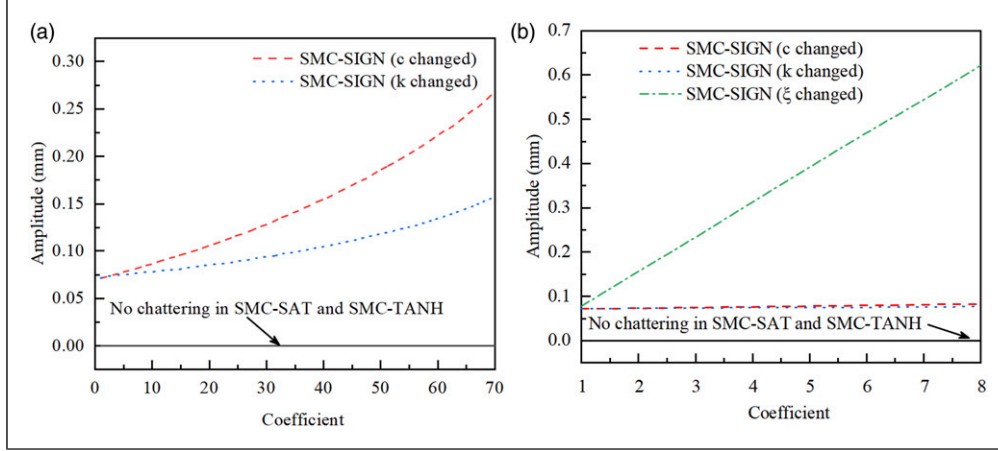 (a)
SMC-SIGN (c changed)
SMC-SIGN (k changed)
No chattering in SMC-SAT and SMC-TANH
Amplitude (mm)
0.30
0.25
0.20
0.15
0.10
0.05
0.00
0 10 20 30 40 50 60 70
Coefficient
(b)
SMC-SIGN (c changed)
SMC-SIGN (k changed)
SMC-SIGN (ξ changed)
No chattering in SMC-SAT and SMC-TANH
Amplitude (mm)
0.7
0.6
0.5
0.4
0.3
0.2
0.1
0.0
1 2 3 4 5 6 7 8
Coefficient